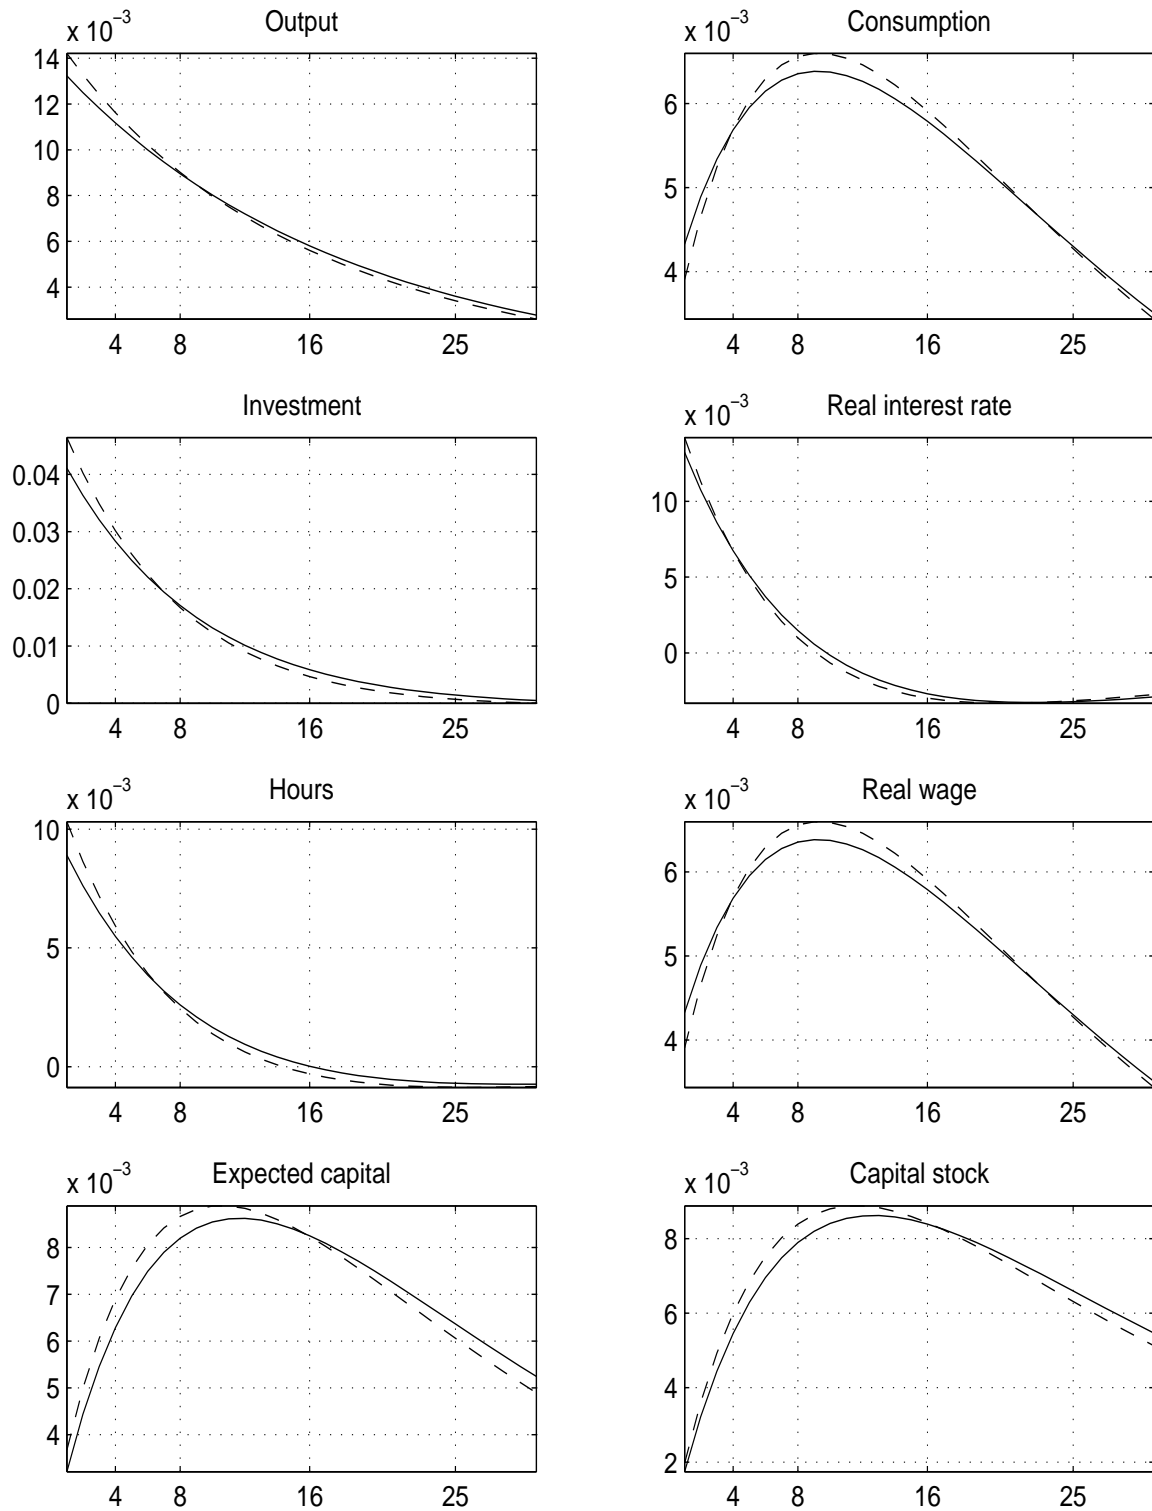 Output
x 10⁻³
14
12
10
8
6
4
4 8 16 25
Consumption
x 10⁻³
6
5
4
4 8 16 25
Investment
0.04
0.03
0.02
0.01
0
4 8 16 25
Real interest rate
x 10⁻³
10
5
0
4 8 16 25
Hours
x 10⁻³
10
5
0
4 8 16 25
Real wage
x 10⁻³
6
5
4
4 8 16 25
Expected capital
x 10⁻³
8
7
6
5
4
4 8 16 25
Capital stock
x 10⁻³
8
6
4
2
4 8 16 25